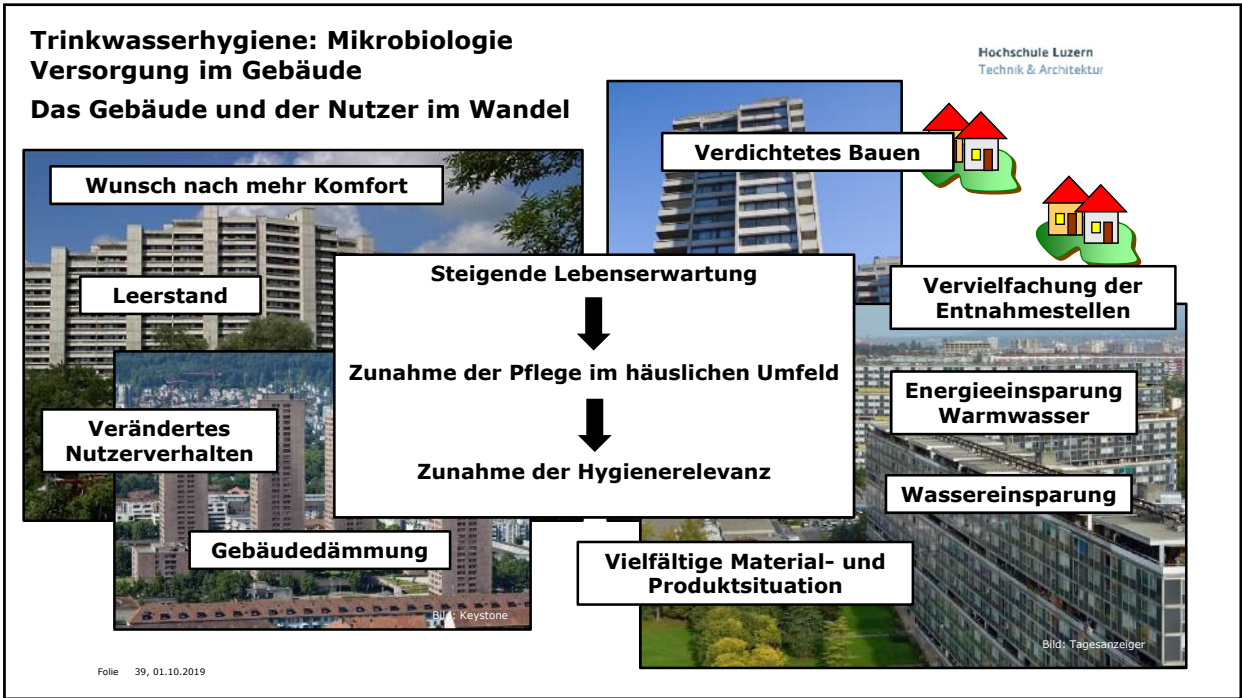 Trinkwasserhygiene: Mikrobiologie
Versorgung im Gebäude
Das Gebäude und der Nutzer im Wandel
Hochschule Luzern
Technik & Architektur
Verdichtetes Bauen
Wunsch nach mehr Komfort
Leerstand
Steigende Lebenserwartung
Zunahme der Pflege im häuslichen Umfeld
Zunahme der Hygienerelevanz
Vervielfachung der
Entnahmestellen
Energieeinsparung
Warmwasser
Verändertes
Nutzerverhalten
Wassereinsparung
Gebäudedämmung
Vielfältige Material- und
Produktsituation
Bild: Keystone
Bild: Tagesanzeiger
Folie 39, 01.10.2019